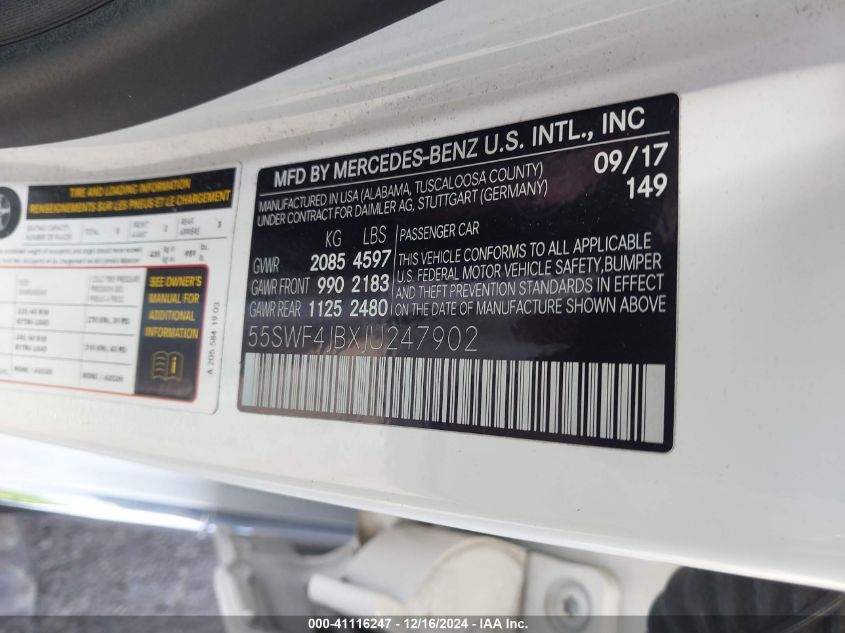 MFD BY MERCEDES-BENZ U.S. INTL., INC
MANUFACTURED IN USA (ALABAMA, TUSCALOOSA COUNTY)
UNDER CONTRACT FOR DAIMLER AG, STUTTGART (GERMANY)
09/17
149
KG LBS
GVWR 2085 4597
GAWR FRONT 990 2183
GAWR REAR 1125 2480
PASSENGER CAR
THIS VEHICLE CONFORMS TO ALL APPLICABLE
U.S. FEDERAL MOTOR VEHICLE SAFETY, BUMPER
AND THEFT PREVENTION STANDARDS IN EFFECT
ON THE DATE OF MANUFACTURE SHOWN ABOVE
55SWF4JBXJU247902
TIRE AND LOADING INFORMATION
RENSEIGNEMENTS SUR LES PNEUS ET LE CHARGEMENT
SEE OWNER'S
MANUAL FOR
ADDITIONAL
INFORMATION
A 205 584 19 03
000-41116247 - 12/16/2024 - IAA Inc.